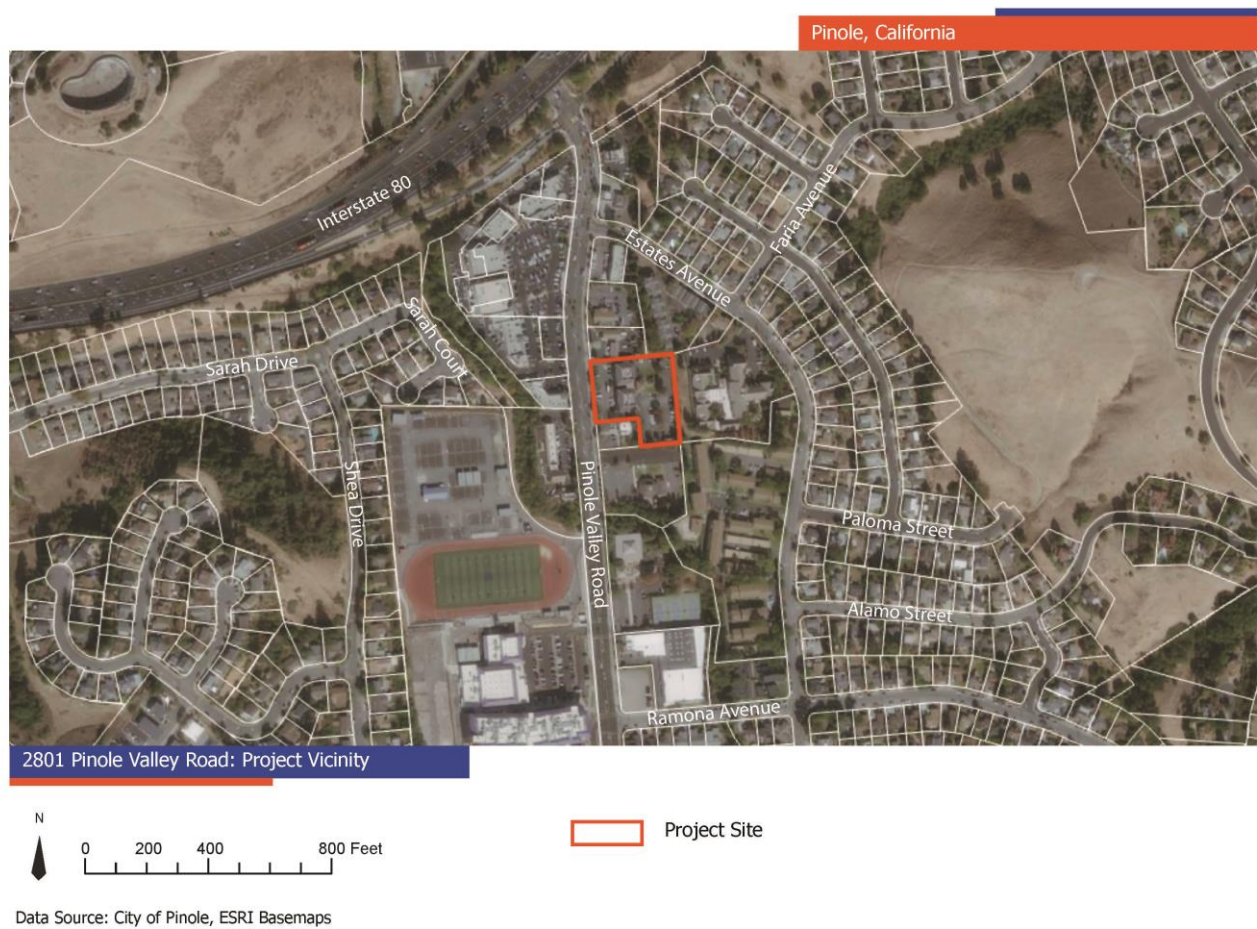 Pinole, California
Interstate 80
Faria Avenue
Estates Avenue
Sarah Court
Sarah Drive
Shea Drive
Pinole Valley Road
Paloma Street
Alamo Street
Ramona Avenue
2801 Pinole Valley Road: Project Vicinity
N
0 200 400 800 Feet
Project Site
Data Source: City of Pinole, ESRI Basemaps